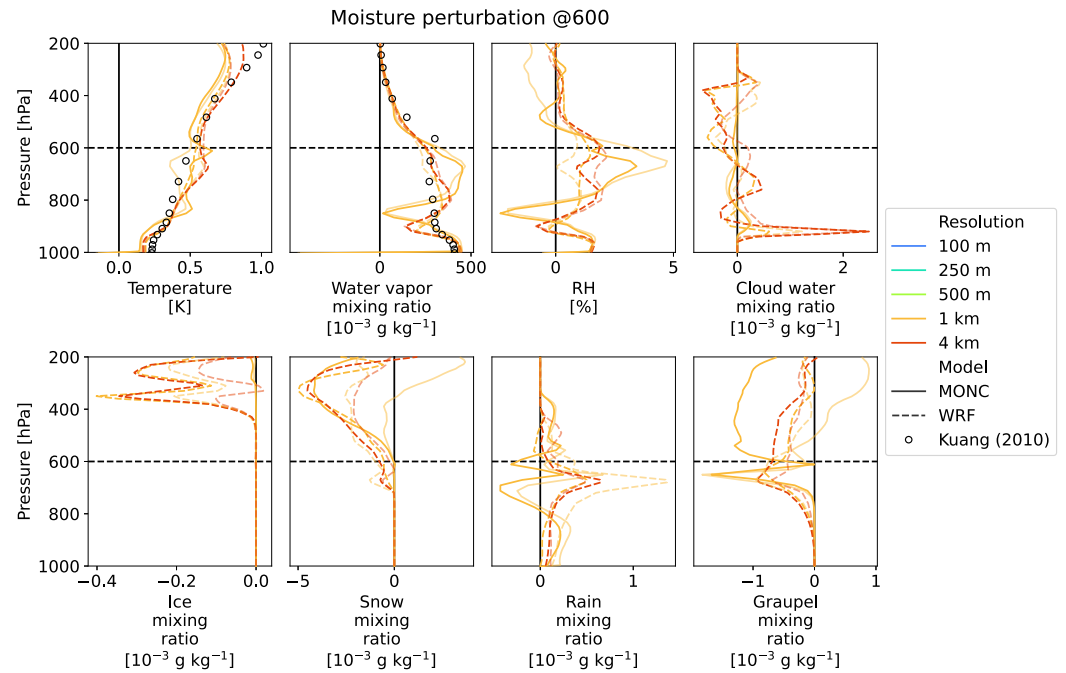 Moisture perturbation @600
200
400
600
800
1000
Pressure [hPa]
0.0 0.5 1.0
Temperature
[K]
0 500
Water vapor
mixing ratio
[10⁻³ g kg⁻¹]
0 5
RH
[%]
0 2
Cloud water
mixing ratio
[10⁻³ g kg⁻¹]
Resolution
100 m
250 m
500 m
1 km
4 km
Model
MONC
WRF
Kuang (2010)
200
400
600
800
1000
Pressure [hPa]
−0.4 −0.2 0.0
Ice
mixing
ratio
[10⁻³ g kg⁻¹]
−5 0
Snow
mixing
ratio
[10⁻³ g kg⁻¹]
0 1
Rain
mixing
ratio
[10⁻³ g kg⁻¹]
−1 0 1
Graupel
mixing
ratio
[10⁻³ g kg⁻¹]